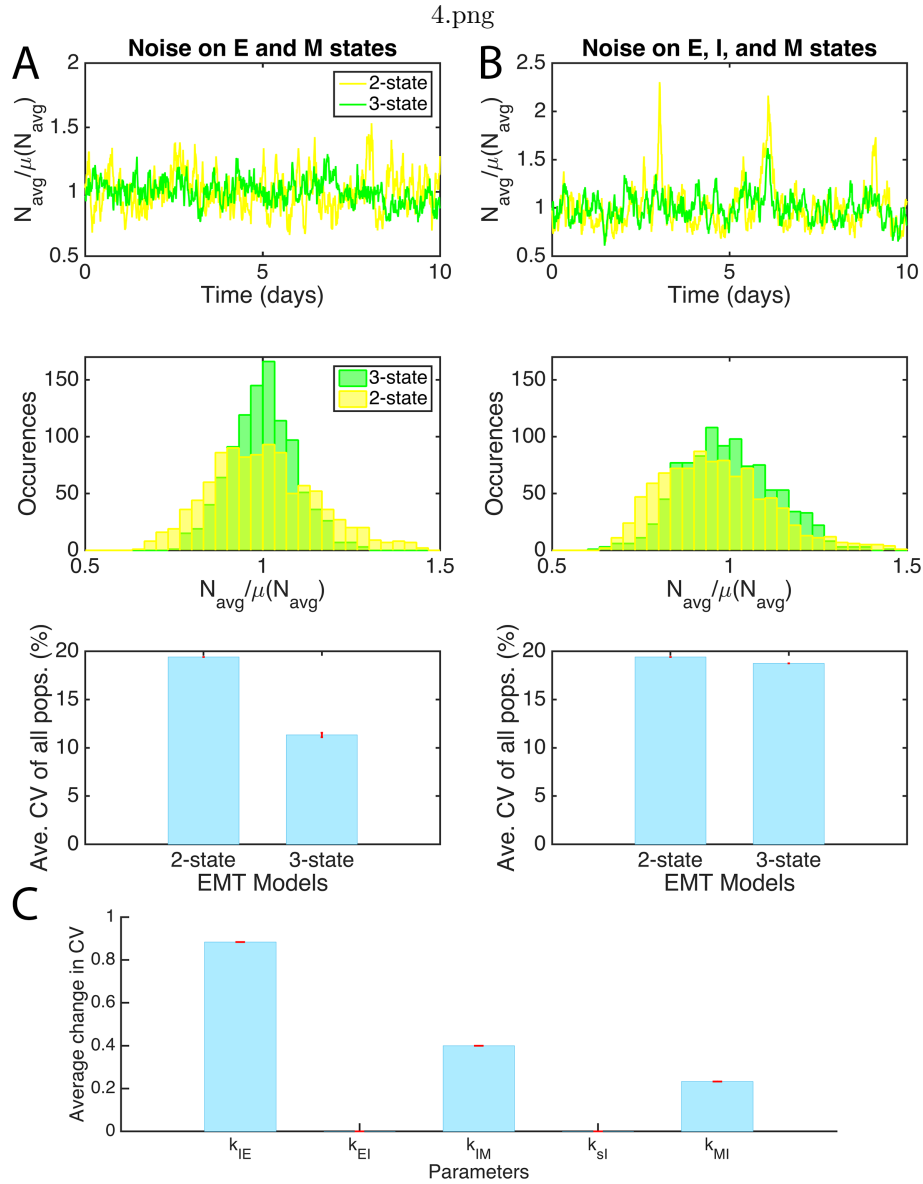 4.png
A
Noise on E and M states
2
1.5
1
0.5
N_avg/μ(N_avg)
2-state
3-state
0
5
10
Time (days)
B
Noise on E, I, and M states
2.5
2
1.5
1
0.5
N_avg/μ(N_avg)
0
5
10
Time (days)
150
100
50
0
Occurences
3-state
2-state
0.5
1
1.5
N_avg/μ(N_avg)
150
100
50
0
Occurences
0.5
1
1.5
N_avg/μ(N_avg)
20
15
10
5
0
Ave. CV of all pops. (%)
2-state
3-state
EMT Models
20
15
10
5
0
Ave. CV of all pops. (%)
2-state
3-state
EMT Models
C
1
0.8
0.6
0.4
0.2
0
Average change in CV
k_IE
k_EI
k_IM
k_sI
k_MI
Parameters